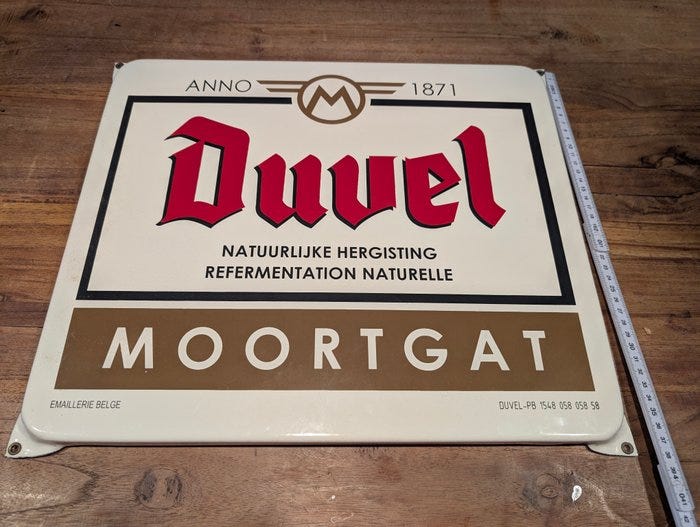 ANNO M 1871
Duvel
NATUURLIJKE HERGISTING
REFERMENTATION NATURELLE
MOORTGAT
EMAILLERIE BELGE
DUVEL-PB 1548 058 058 58